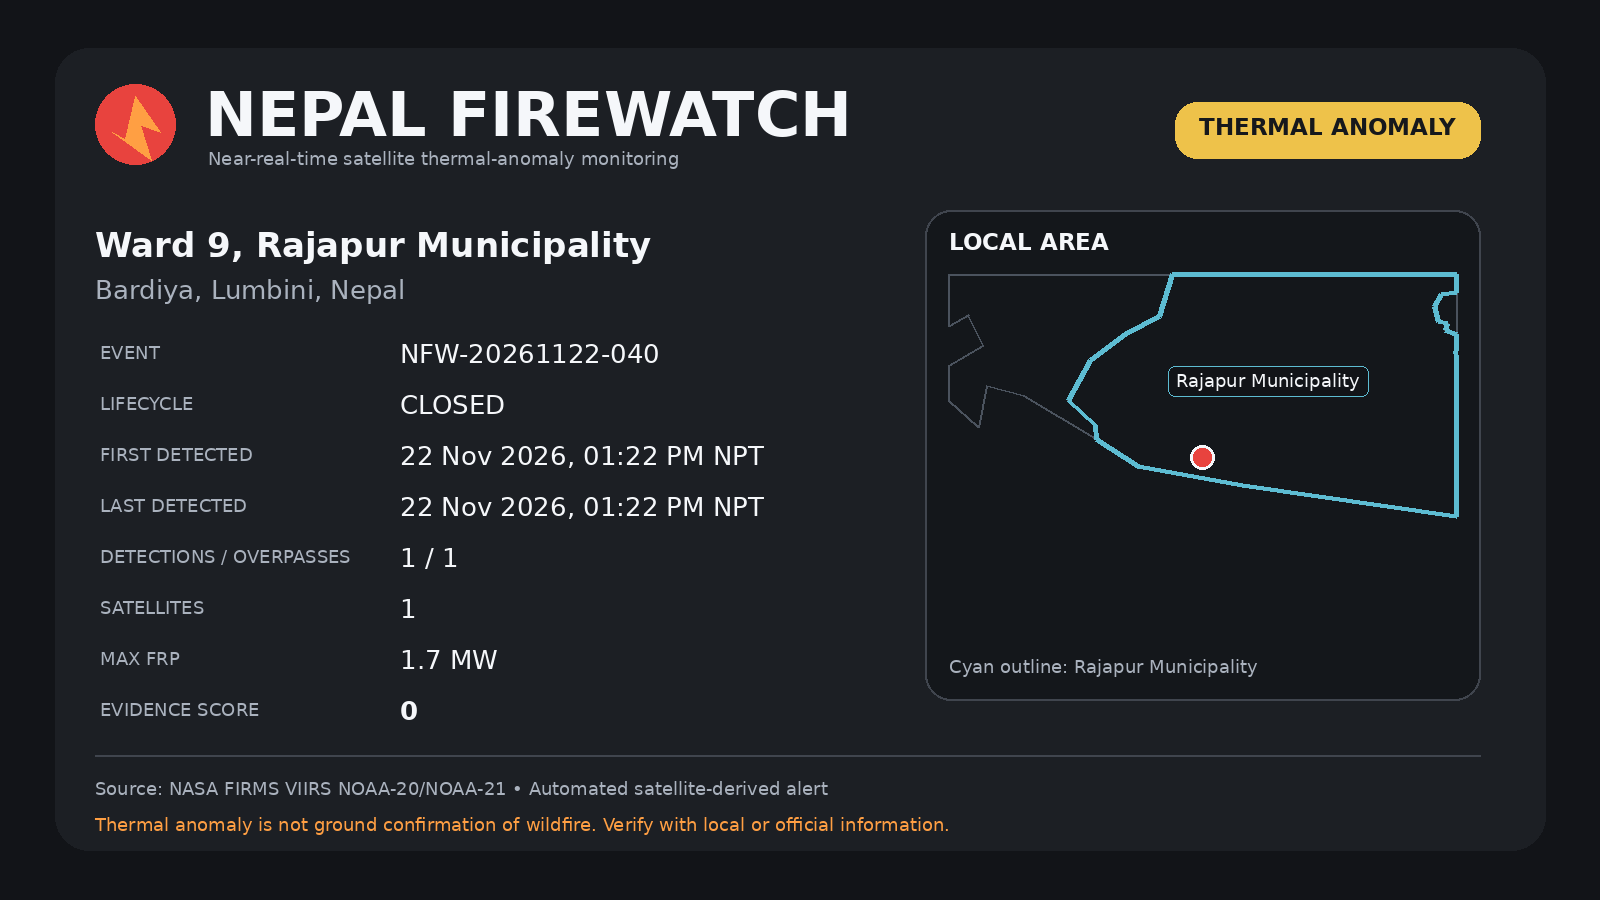 NEPAL FIREWATCH
Near-real-time satellite thermal-anomaly monitoring
THERMAL ANOMALY
Ward 9, Rajapur Municipality
Bardiya, Lumbini, Nepal
EVENT NFW-20261122-040
LIFECYCLE CLOSED
FIRST DETECTED 22 Nov 2026, 01:22 PM NPT
LAST DETECTED 22 Nov 2026, 01:22 PM NPT
DETECTIONS / OVERPASSES 1 / 1
SATELLITES 1
MAX FRP 1.7 MW
EVIDENCE SCORE 0
LOCAL AREA
Rajapur Municipality
Cyan outline: Rajapur Municipality
Source: NASA FIRMS VIIRS NOAA-20/NOAA-21 • Automated satellite-derived alert
Thermal anomaly is not ground confirmation of wildfire. Verify with local or official information.